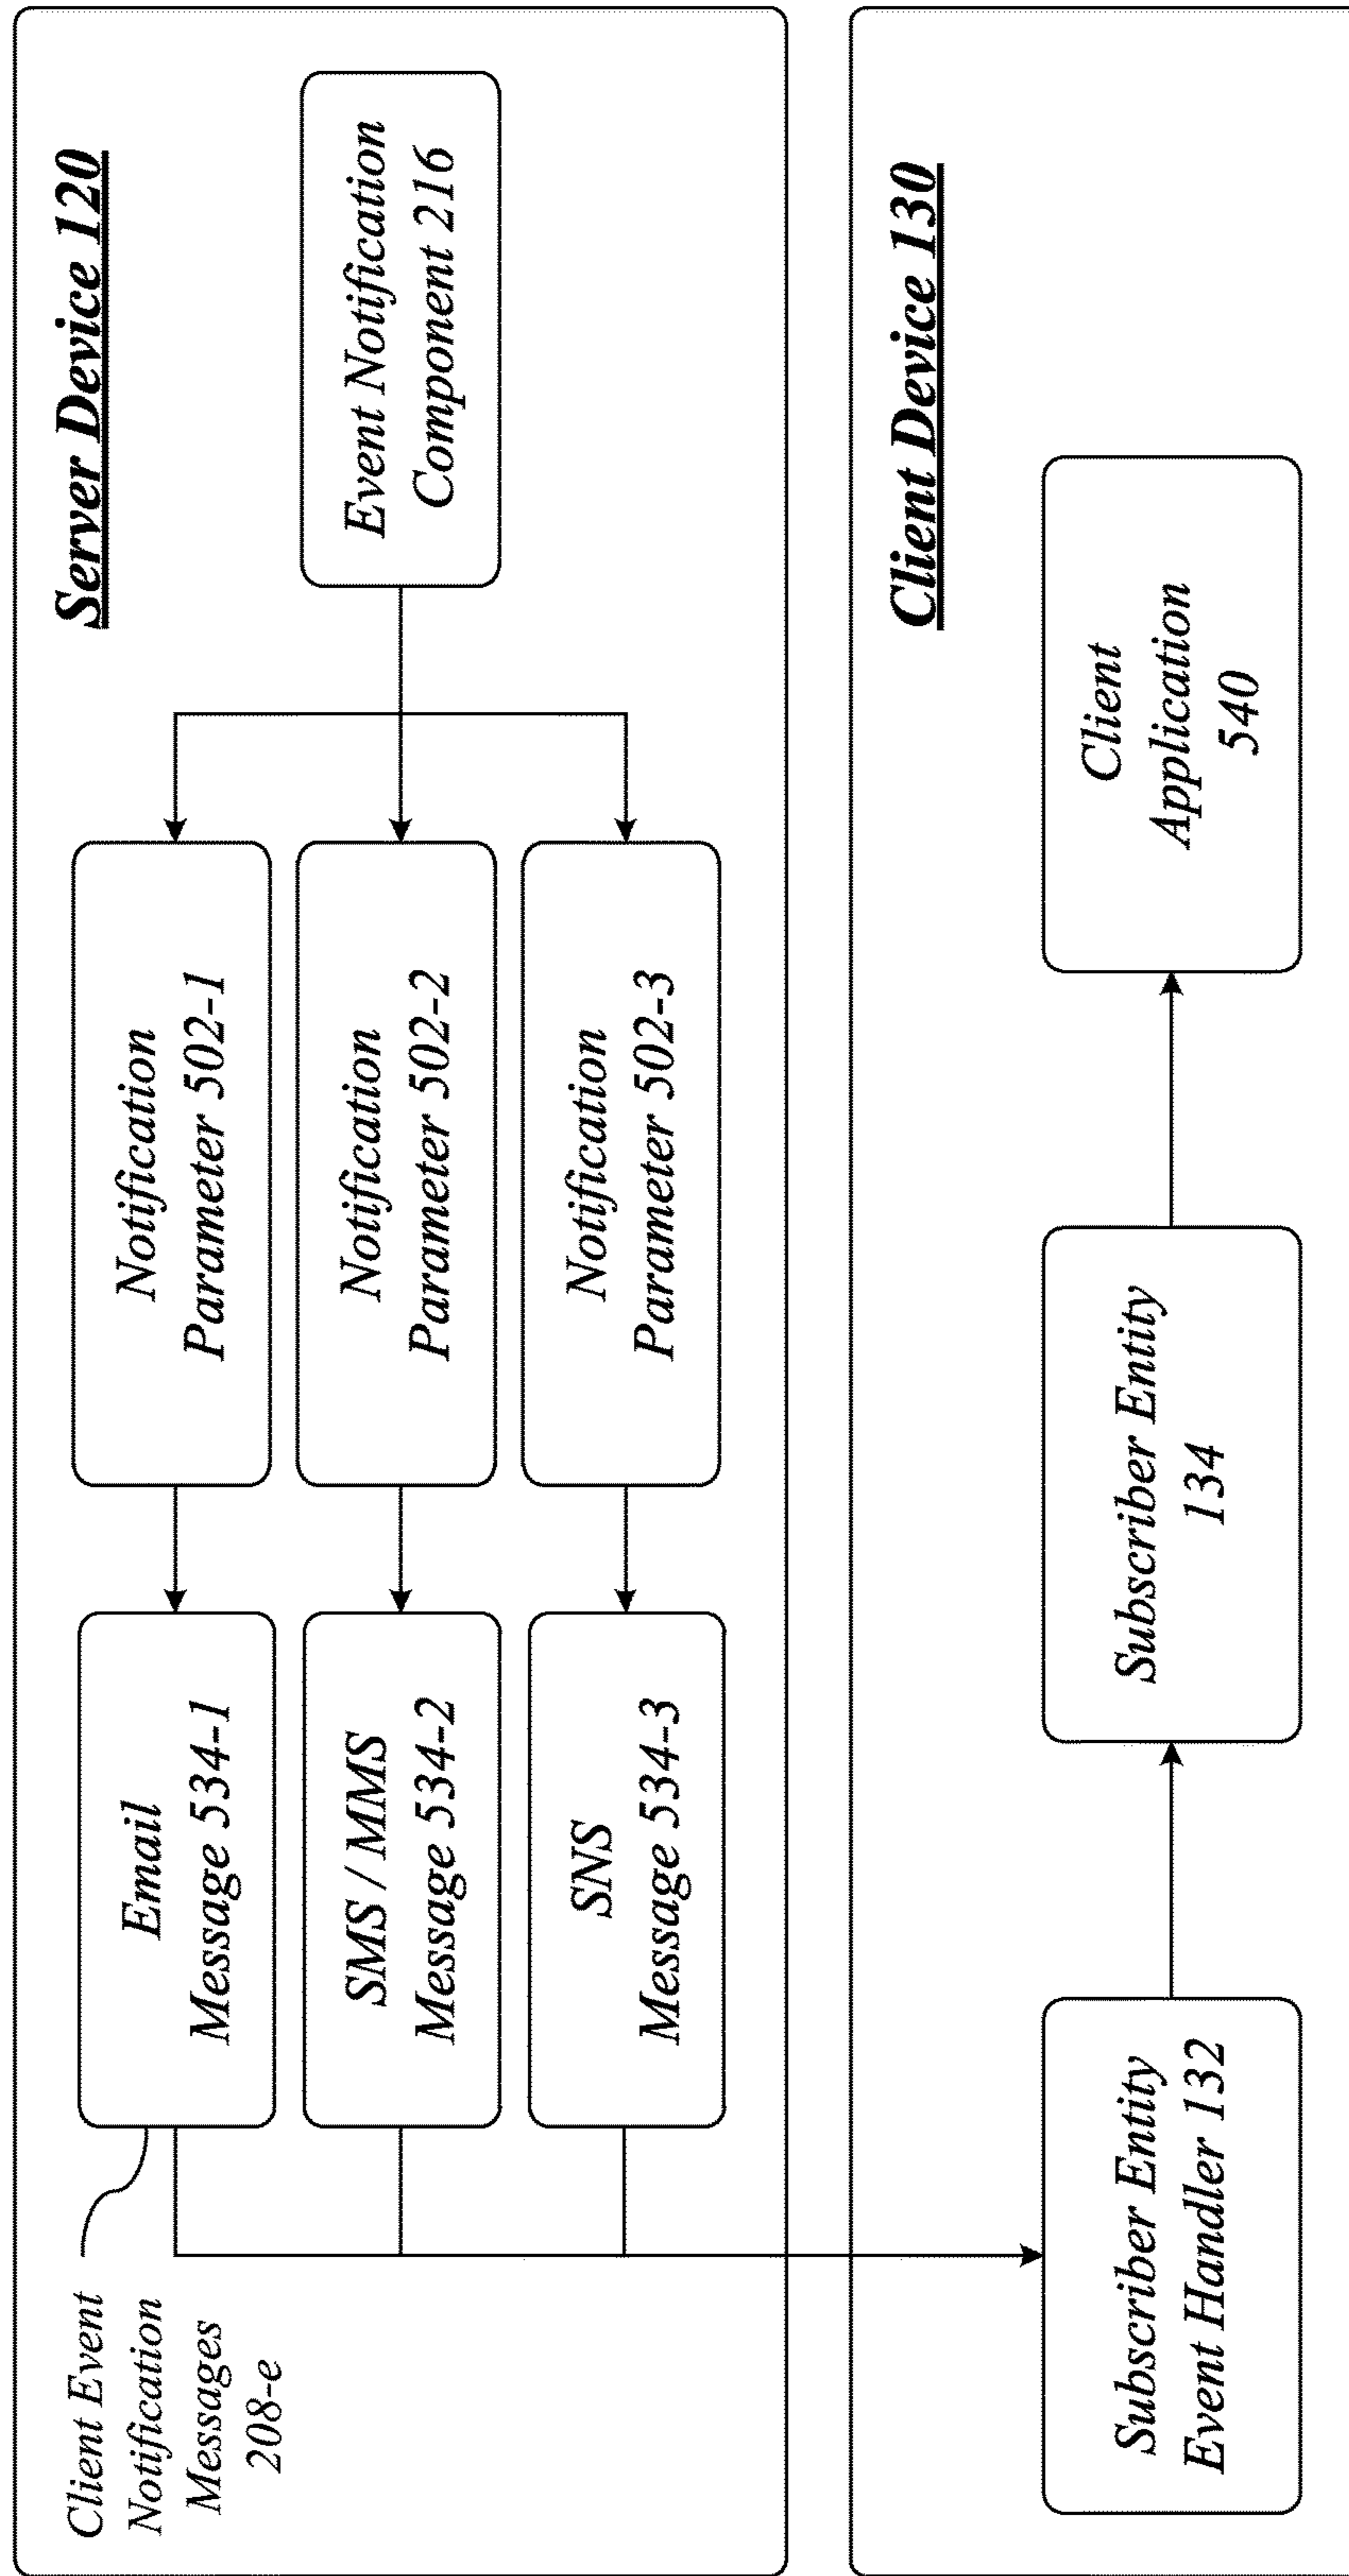 Server Device 120
Client Event
Notification
Messages
208-e
Email
Message 534-1
Notification
Parameter 502-1
SMS / MMS
Message 534-2
Notification
Parameter 502-2
Event Notification
Component 216
SNS
Message 534-3
Notification
Parameter 502-3
Client Device 130
Subscriber Entity
Event Handler 132
Subscriber Entity
134
Client
Application
540